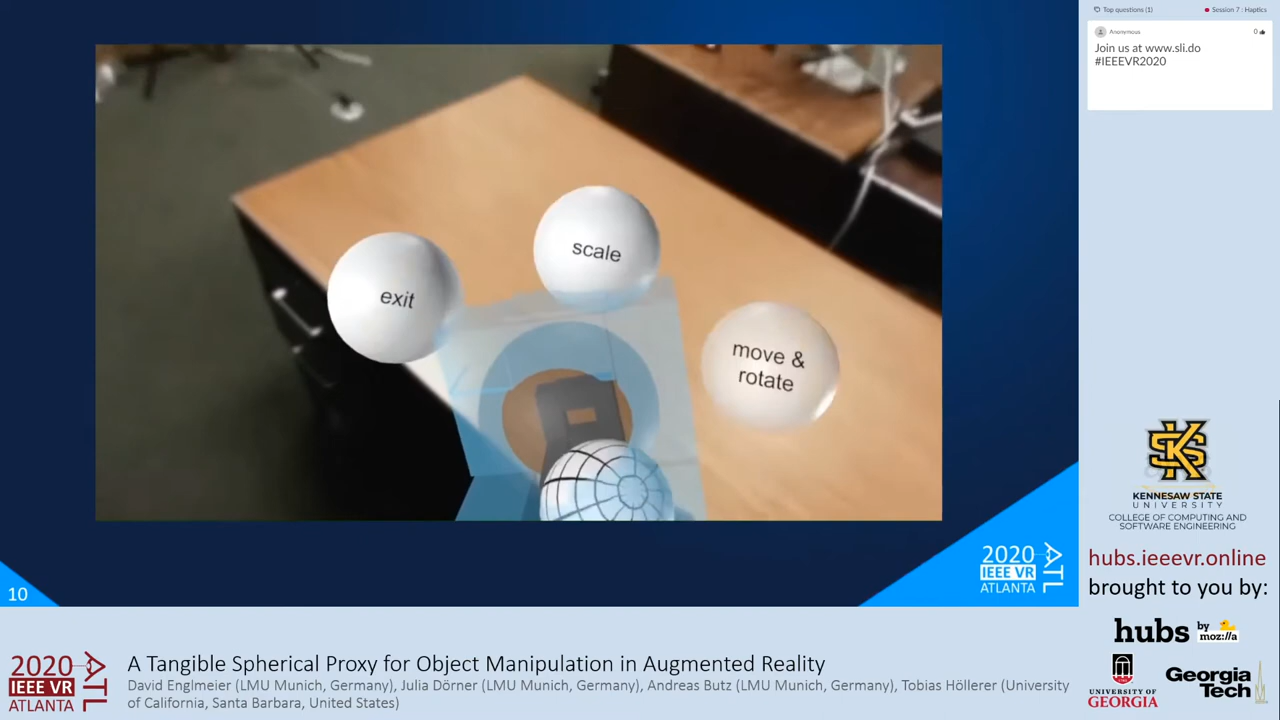 Top questions (1)
Session 7 : Haptics
Anonymous
0
Join us at www.sli.do
#IEEEVR2020
scale
exit
move &
rotate
2020
IEEE VR
ATLANTA
ATL
10
KENNESAW STATE
UNIVERSITY
COLLEGE OF COMPUTING AND
SOFTWARE ENGINEERING
hubs.ieeevr.online
brought to you by:
hubs by
moz://a
UNIVERSITY OF
GEORGIA
Georgia
Tech
2020
IEEE VR
ATLANTA
ATL
A Tangible Spherical Proxy for Object Manipulation in Augmented Reality
David Englmeier (LMU Munich, Germany), Julia Dörner (LMU Munich, Germany), Andreas Butz (LMU Munich, Germany), Tobias Höllerer (University
of California, Santa Barbara, United States)